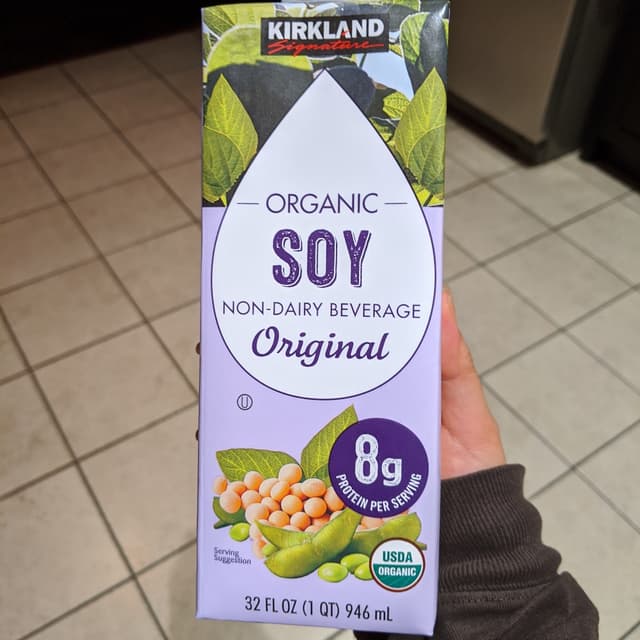 KIRKLAND
Signature
ORGANIC
SOY
NON-DAIRY BEVERAGE
Original
U
8g
PROTEIN PER SERVING
Serving
Suggestion
USDA
ORGANIC
32 FL OZ (1 QT) 946 mL